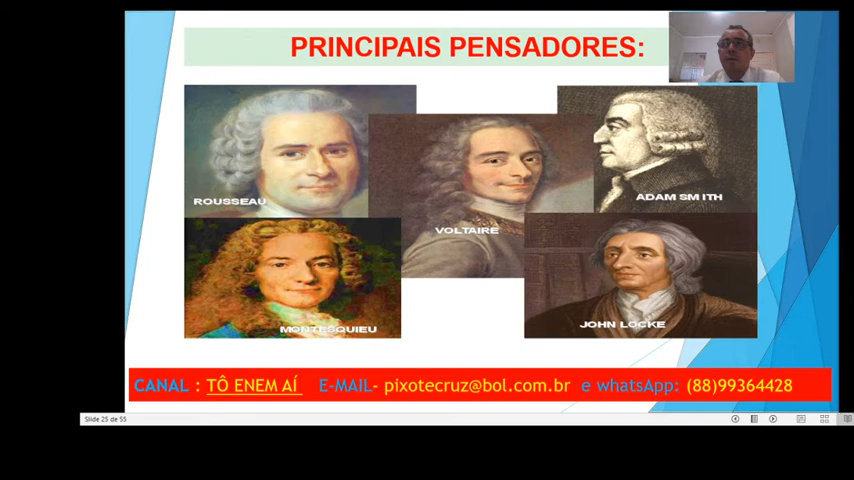 PRINCIPAIS PENSADORES:
ROUSSEAU
VOLTAIRE
ADAM SMITH
MONTESQUIEU
JOHN LOCKE
CANAL : TÔ ENEM AÍ E-MAIL- pixotecruz@bol.com.br e whatsApp: (88)99364428
Slide 25 de 55